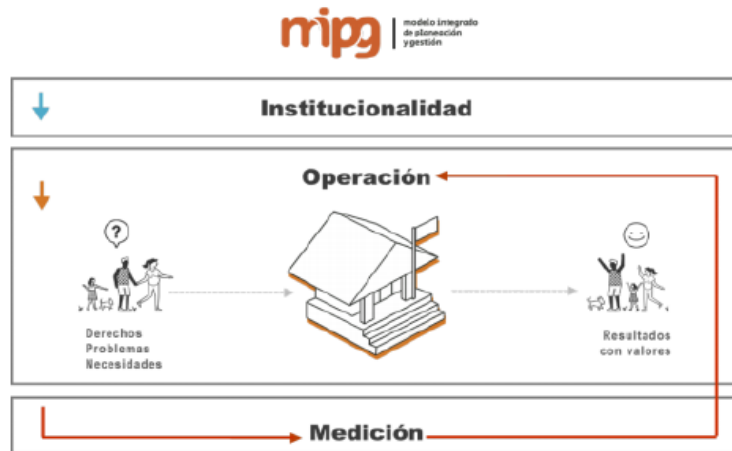 mipg
modelo integrado
de planeación
y gestión
Institucionalidad
Operación
?
Derechos
Problemas
Necesidades
Resultados
con valores
Medición